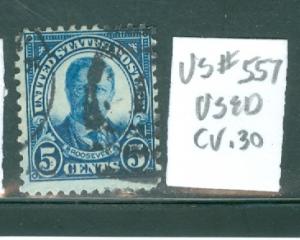 UNITED STATES POSTAGE
ROOSEVELT
5 CENTS 5
US# 557
USED
CV.30